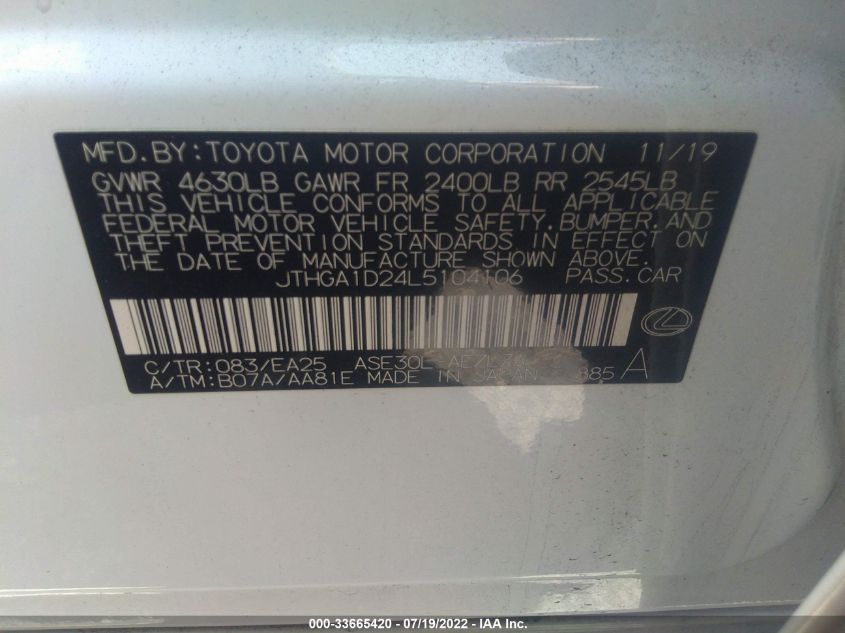 MFD.BY:TOYOTA MOTOR CORPORATION 11/19
GVWR 4630LB GAWR FR 2400LB RR 2545LB
THIS VEHICLE CONFORMS TO ALL APPLICABLE
FEDERAL MOTOR VEHICLE SAFETY,BUMPER,AND
THEFT PREVENTION STANDARDS IN EFFECT ON
THE DATE OF MANUFACTURE SHOWN ABOVE.
JTHGA1D24L5104106 PASS.CAR
C/TR:083/EA25
A/TM:B07A/AA81E MADE IN JAPAN A
000-33665420 - 07/19/2022 - IAA Inc.